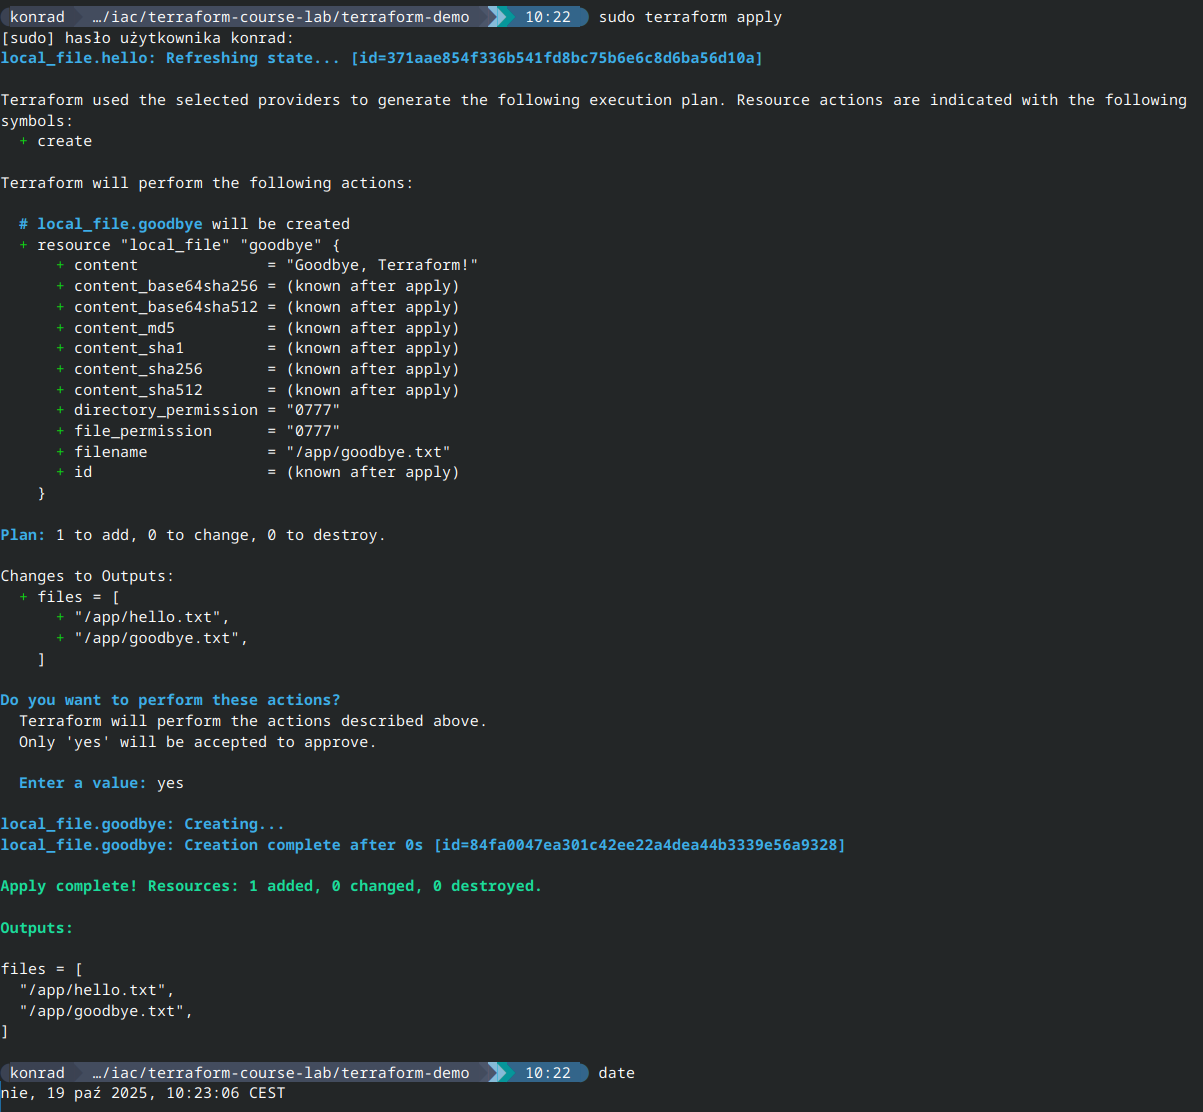 konrad …/iac/terraform-course-lab/terraform-demo 10:22 sudo terraform apply
[sudo] hasło użytkownika konrad:
local_file.hello: Refreshing state... [id=371aae854f336b541fd8bc75b6e6c8d6ba56d10a]
Terraform used the selected providers to generate the following execution plan. Resource actions are indicated with the following
symbols:
+ create
Terraform will perform the following actions:
# local_file.goodbye will be created
+ resource "local_file" "goodbye" {
+ content = "Goodbye, Terraform!"
+ content_base64sha256 = (known after apply)
+ content_base64sha512 = (known after apply)
+ content_md5 = (known after apply)
+ content_sha1 = (known after apply)
+ content_sha256 = (known after apply)
+ content_sha512 = (known after apply)
+ directory_permission = "0777"
+ file_permission = "0777"
+ filename = "/app/goodbye.txt"
+ id = (known after apply)
}
Plan: 1 to add, 0 to change, 0 to destroy.
Changes to Outputs:
+ files = [
+ "/app/hello.txt",
+ "/app/goodbye.txt",
]
Do you want to perform these actions?
Terraform will perform the actions described above.
Only 'yes' will be accepted to approve.
Enter a value: yes
local_file.goodbye: Creating...
local_file.goodbye: Creation complete after 0s [id=84fa0047ea301c42ee22a4dea44b3339e56a9328]
Apply complete! Resources: 1 added, 0 changed, 0 destroyed.
Outputs:
files = [
"/app/hello.txt",
"/app/goodbye.txt",
]
konrad …/iac/terraform-course-lab/terraform-demo 10:22 date
nie, 19 paź 2025, 10:23:06 CEST